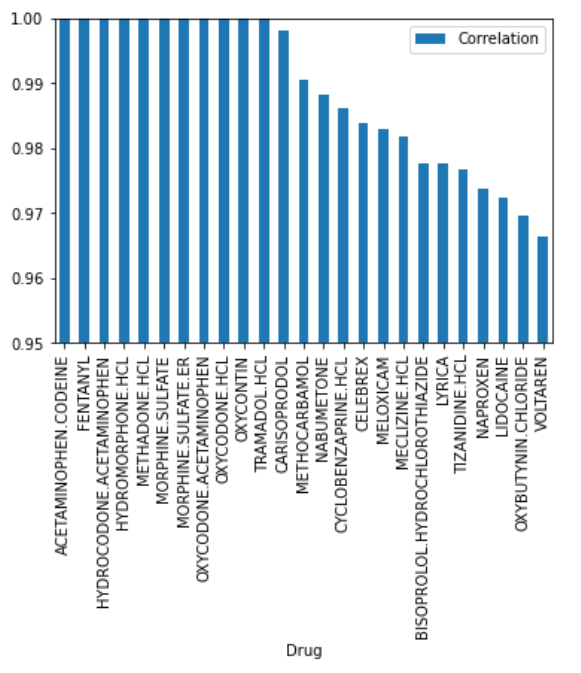 1.00
0.99
0.98
0.97
0.96
0.95
Correlation
ACETAMINOPHEN.CODEINE
FENTANYL
HYDROCODONE.ACETAMINOPHEN
HYDROMORPHONE.HCL
METHADONE.HCL
MORPHINE.SULFATE
MORPHINE.SULFATE.ER
OXYCODONE.ACETAMINOPHEN
OXYCODONE.HCL
OXYCONTIN
TRAMADOL.HCL
CARISOPRODOL
METHOCARBAMOL
NABUMETONE
CYCLOBENZAPRINE.HCL
CELEBREX
MELOXICAM
MECLIZINE.HCL
BISOPROLOL.HYDROCHLOROTHIAZIDE
LYRICA
TIZANIDINE.HCL
NAPROXEN
LIDOCAINE
OXYBUTYNIN.CHLORIDE
VOLTAREN
Drug